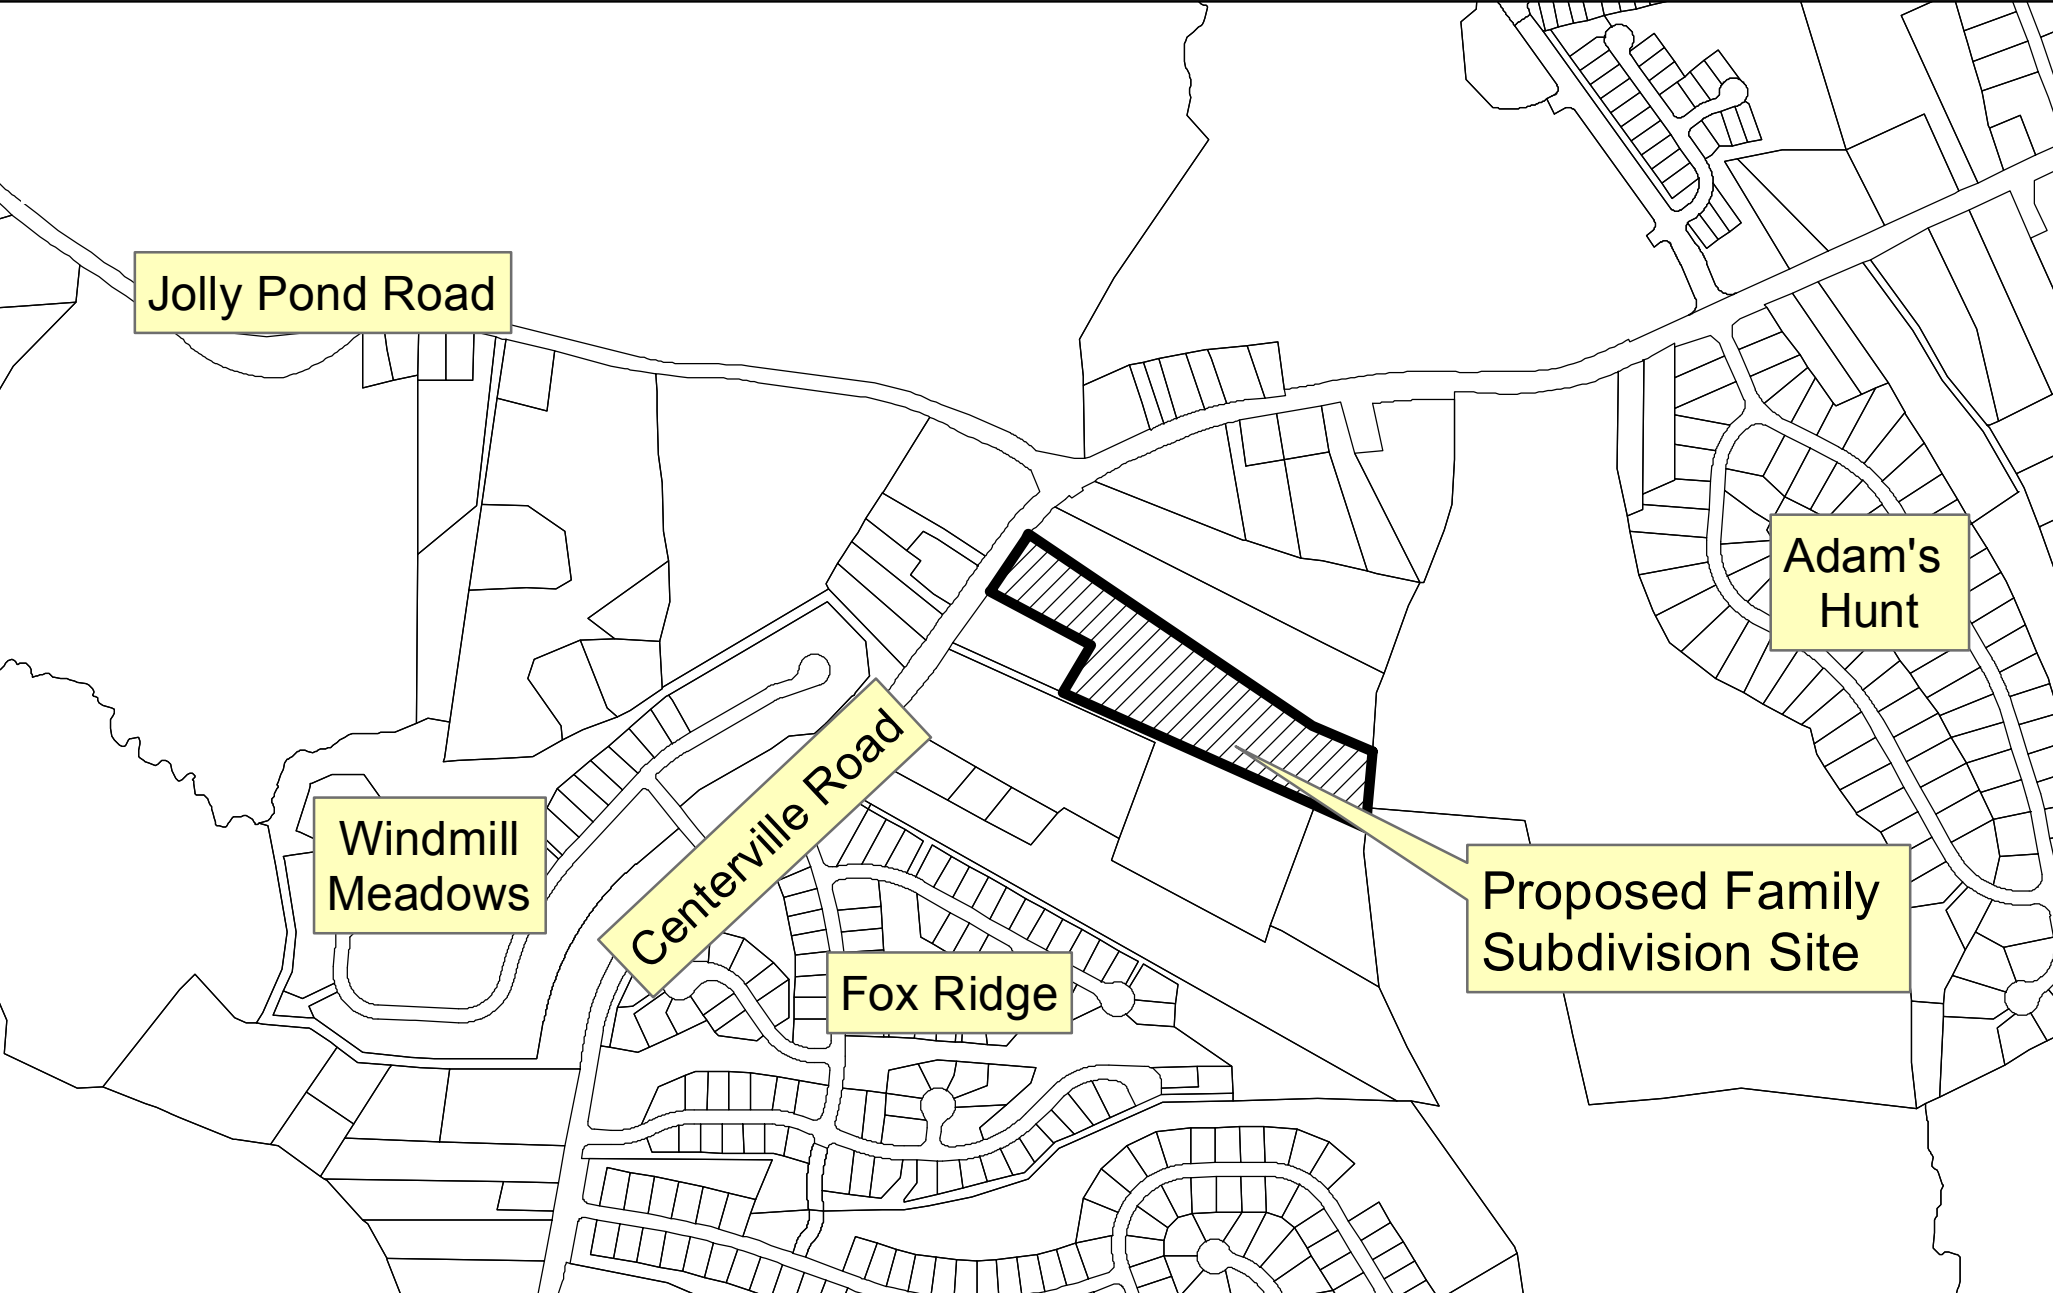 Jolly Pond Road
Adam's
Hunt
Centerville Road
Windmill
Meadows
Proposed Family
Subdivision Site
Fox Ridge